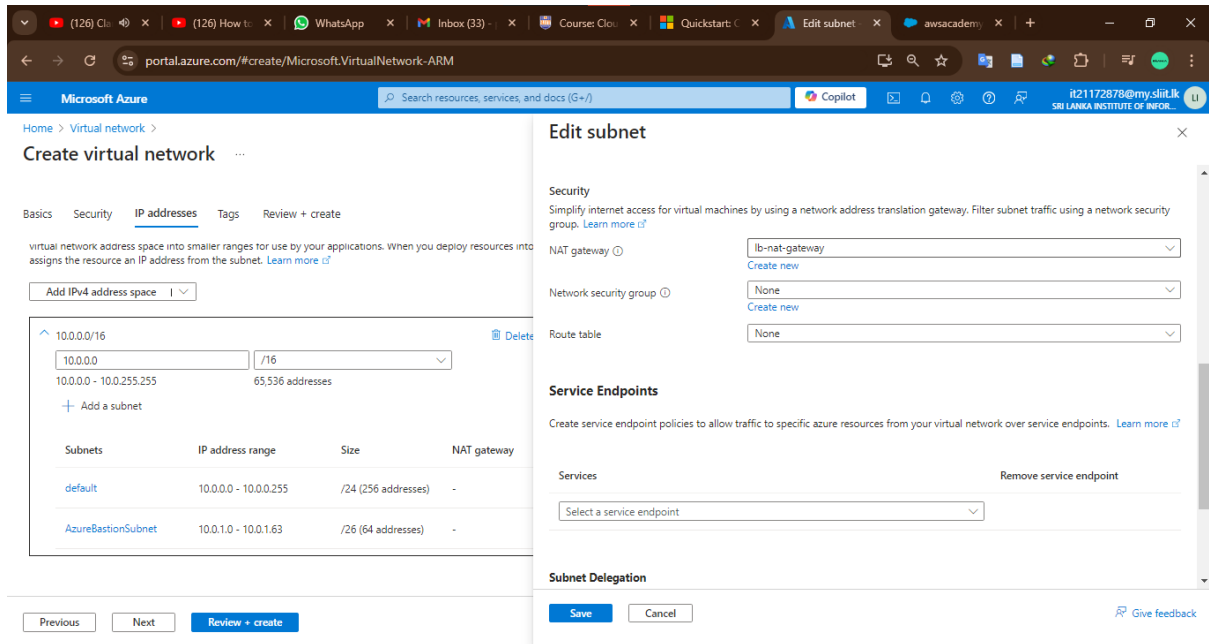 (126) Cla
(126) How to
WhatsApp
Inbox (33) -
Course: Clou
Quickstart: C
Edit subnet -
awsacademy
portal.azure.com/#create/Microsoft.VirtualNetwork-ARM
Microsoft Azure
Search resources, services, and docs (G+/)
Copilot
it21172878@my.sliit.lk
SRI LANKA INSTITUTE OF INFOR...
LI
Home > Virtual network >
Create virtual network ...
Basics Security IP addresses Tags Review + create
virtual network address space into smaller ranges for use by your applications. When you deploy resources into
assigns the resource an IP address from the subnet. Learn more
Add IPv4 address space |
10.0.0.0/16
Delete
10.0.0.0 /16
10.0.0.0 - 10.0.255.255 65,536 addresses
+ Add a subnet
Subnets IP address range Size NAT gateway
default 10.0.0.0 - 10.0.0.255 /24 (256 addresses) -
AzureBastionSubnet 10.0.1.0 - 10.0.1.63 /26 (64 addresses) -
Previous Next Review + create
Edit subnet
Security
Simplify internet access for virtual machines by using a network address translation gateway. Filter subnet traffic using a network security
group. Learn more
NAT gateway lb-nat-gateway
Create new
Network security group None
Create new
Route table None
Service Endpoints
Create service endpoint policies to allow traffic to specific azure resources from your virtual network over service endpoints. Learn more
Services Remove service endpoint
Select a service endpoint
Subnet Delegation
Save Cancel Give feedback